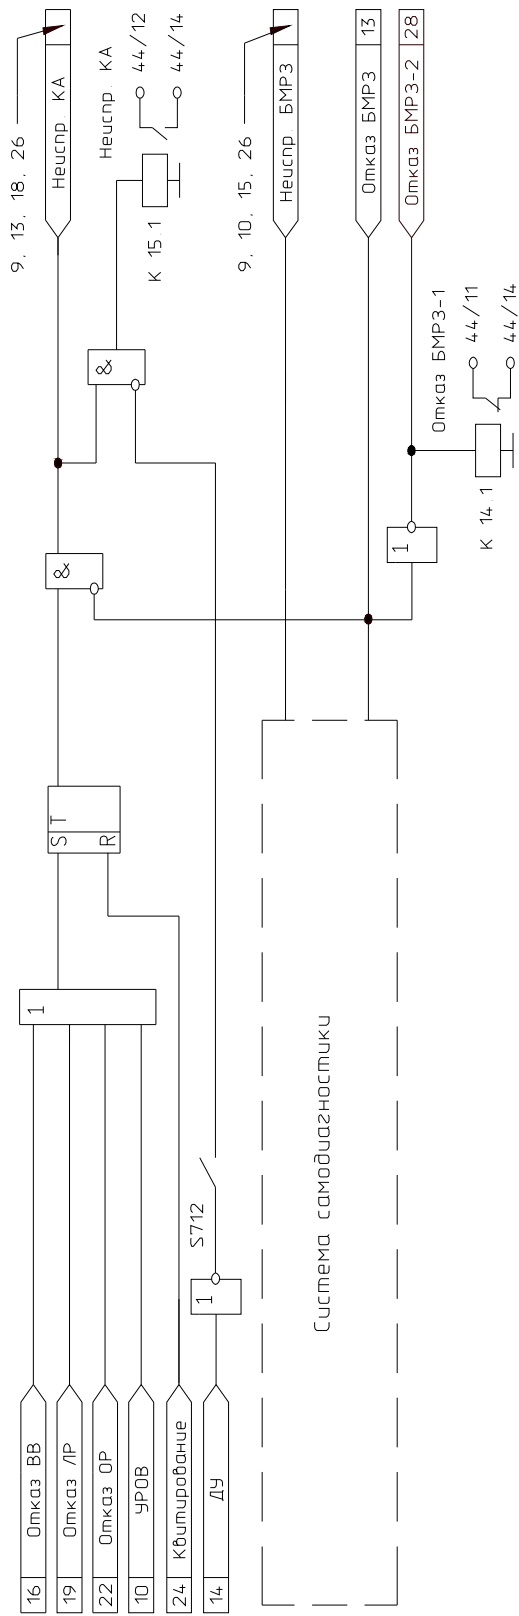 16 Отказ ВВ
19 Отказ ЛР
22 Отказ ОР
10 УРОВ
24 Квитирование
14 ДУ
1
1
S712
S T
R
&
&
Неиспр. КА
9, 13, 18, 26
Неиспр. КА
44/12
44/14
К 15.1
Система самодиагностики
Неиспр. БМРЗ
9, 10, 15, 26
Отказ БМРЗ 13
Отказ БМРЗ-2 28
1
Отказ БМРЗ-1
44/11
44/14
К 14.1